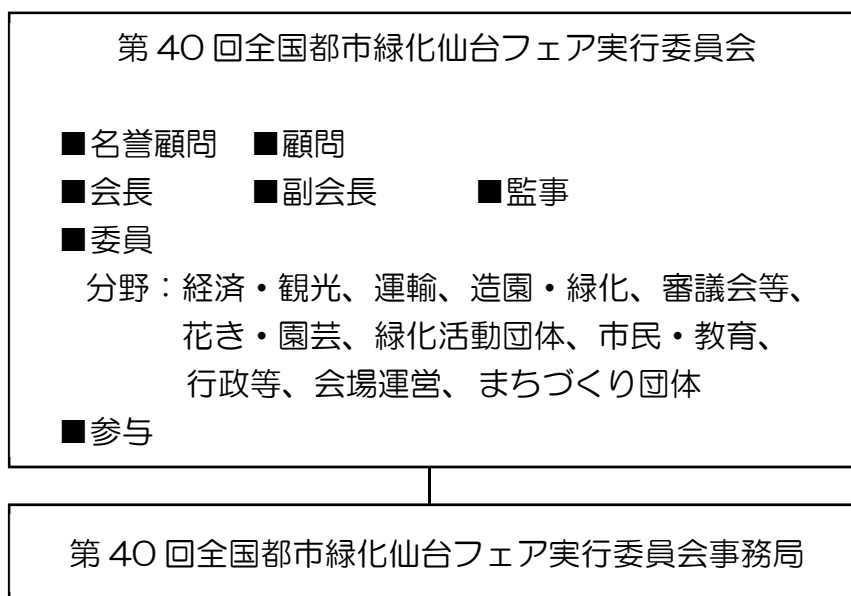 第40回全国都市緑化仙台フェア実行委員会
■名誉顧問 ■顧問
■会長 ■副会長 ■監事
■委員
分野：経済・観光、運輸、造園・緑化、審議会等、
花き・園芸、緑化活動団体、市民・教育、
行政等、会場運営、まちづくり団体
■参与
第40回全国都市緑化仙台フェア実行委員会事務局